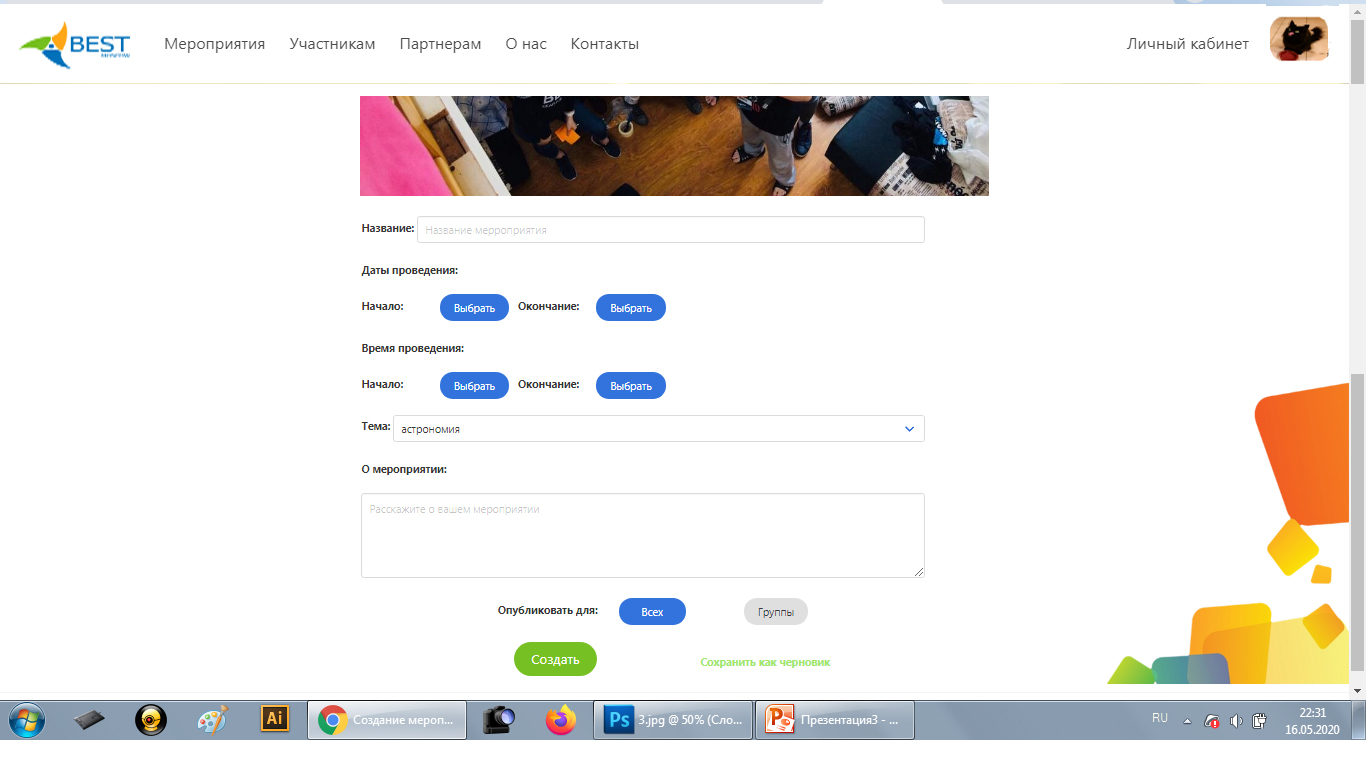 BEST
Мероприятия Участникам Партнерам О нас Контакты Личный кабинет
Название: Название мерроприятия
Даты проведения:
Начало: Выбрать Окончание: Выбрать
Время проведения:
Начало: Выбрать Окончание: Выбрать
Тема: астрономия
О мероприятии:
Расскажите о вашем мероприятии
Опубликовать для: Всех Группы
Создать Сохранить как черновик
Ai Создание мероп... Ps 3.jpg @ 50% (Сло... Презентация3 - ... RU 22:31
16.05.2020